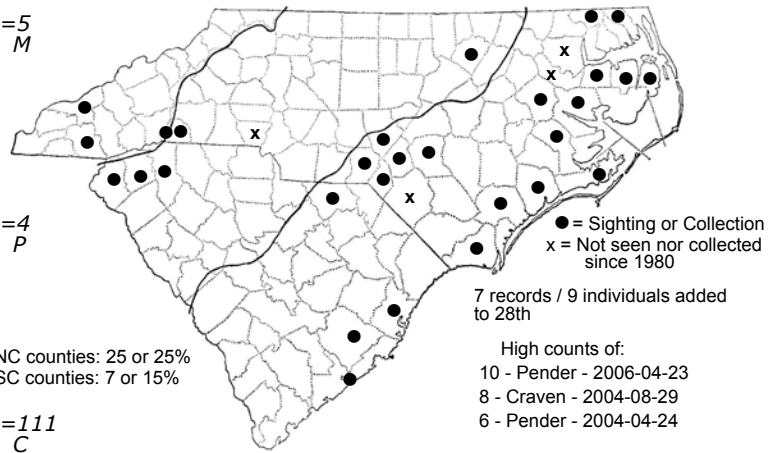 =5
M
=4
P
● = Sighting or Collection
x = Not seen nor collected
since 1980
7 records / 9 individuals added
to 28th
NC counties: 25 or 25%
SC counties: 7 or 15%
High counts of:
10 - Pender - 2006-04-23
8 - Craven - 2004-08-29
6 - Pender - 2004-04-24
=111
C
x
x
x
x